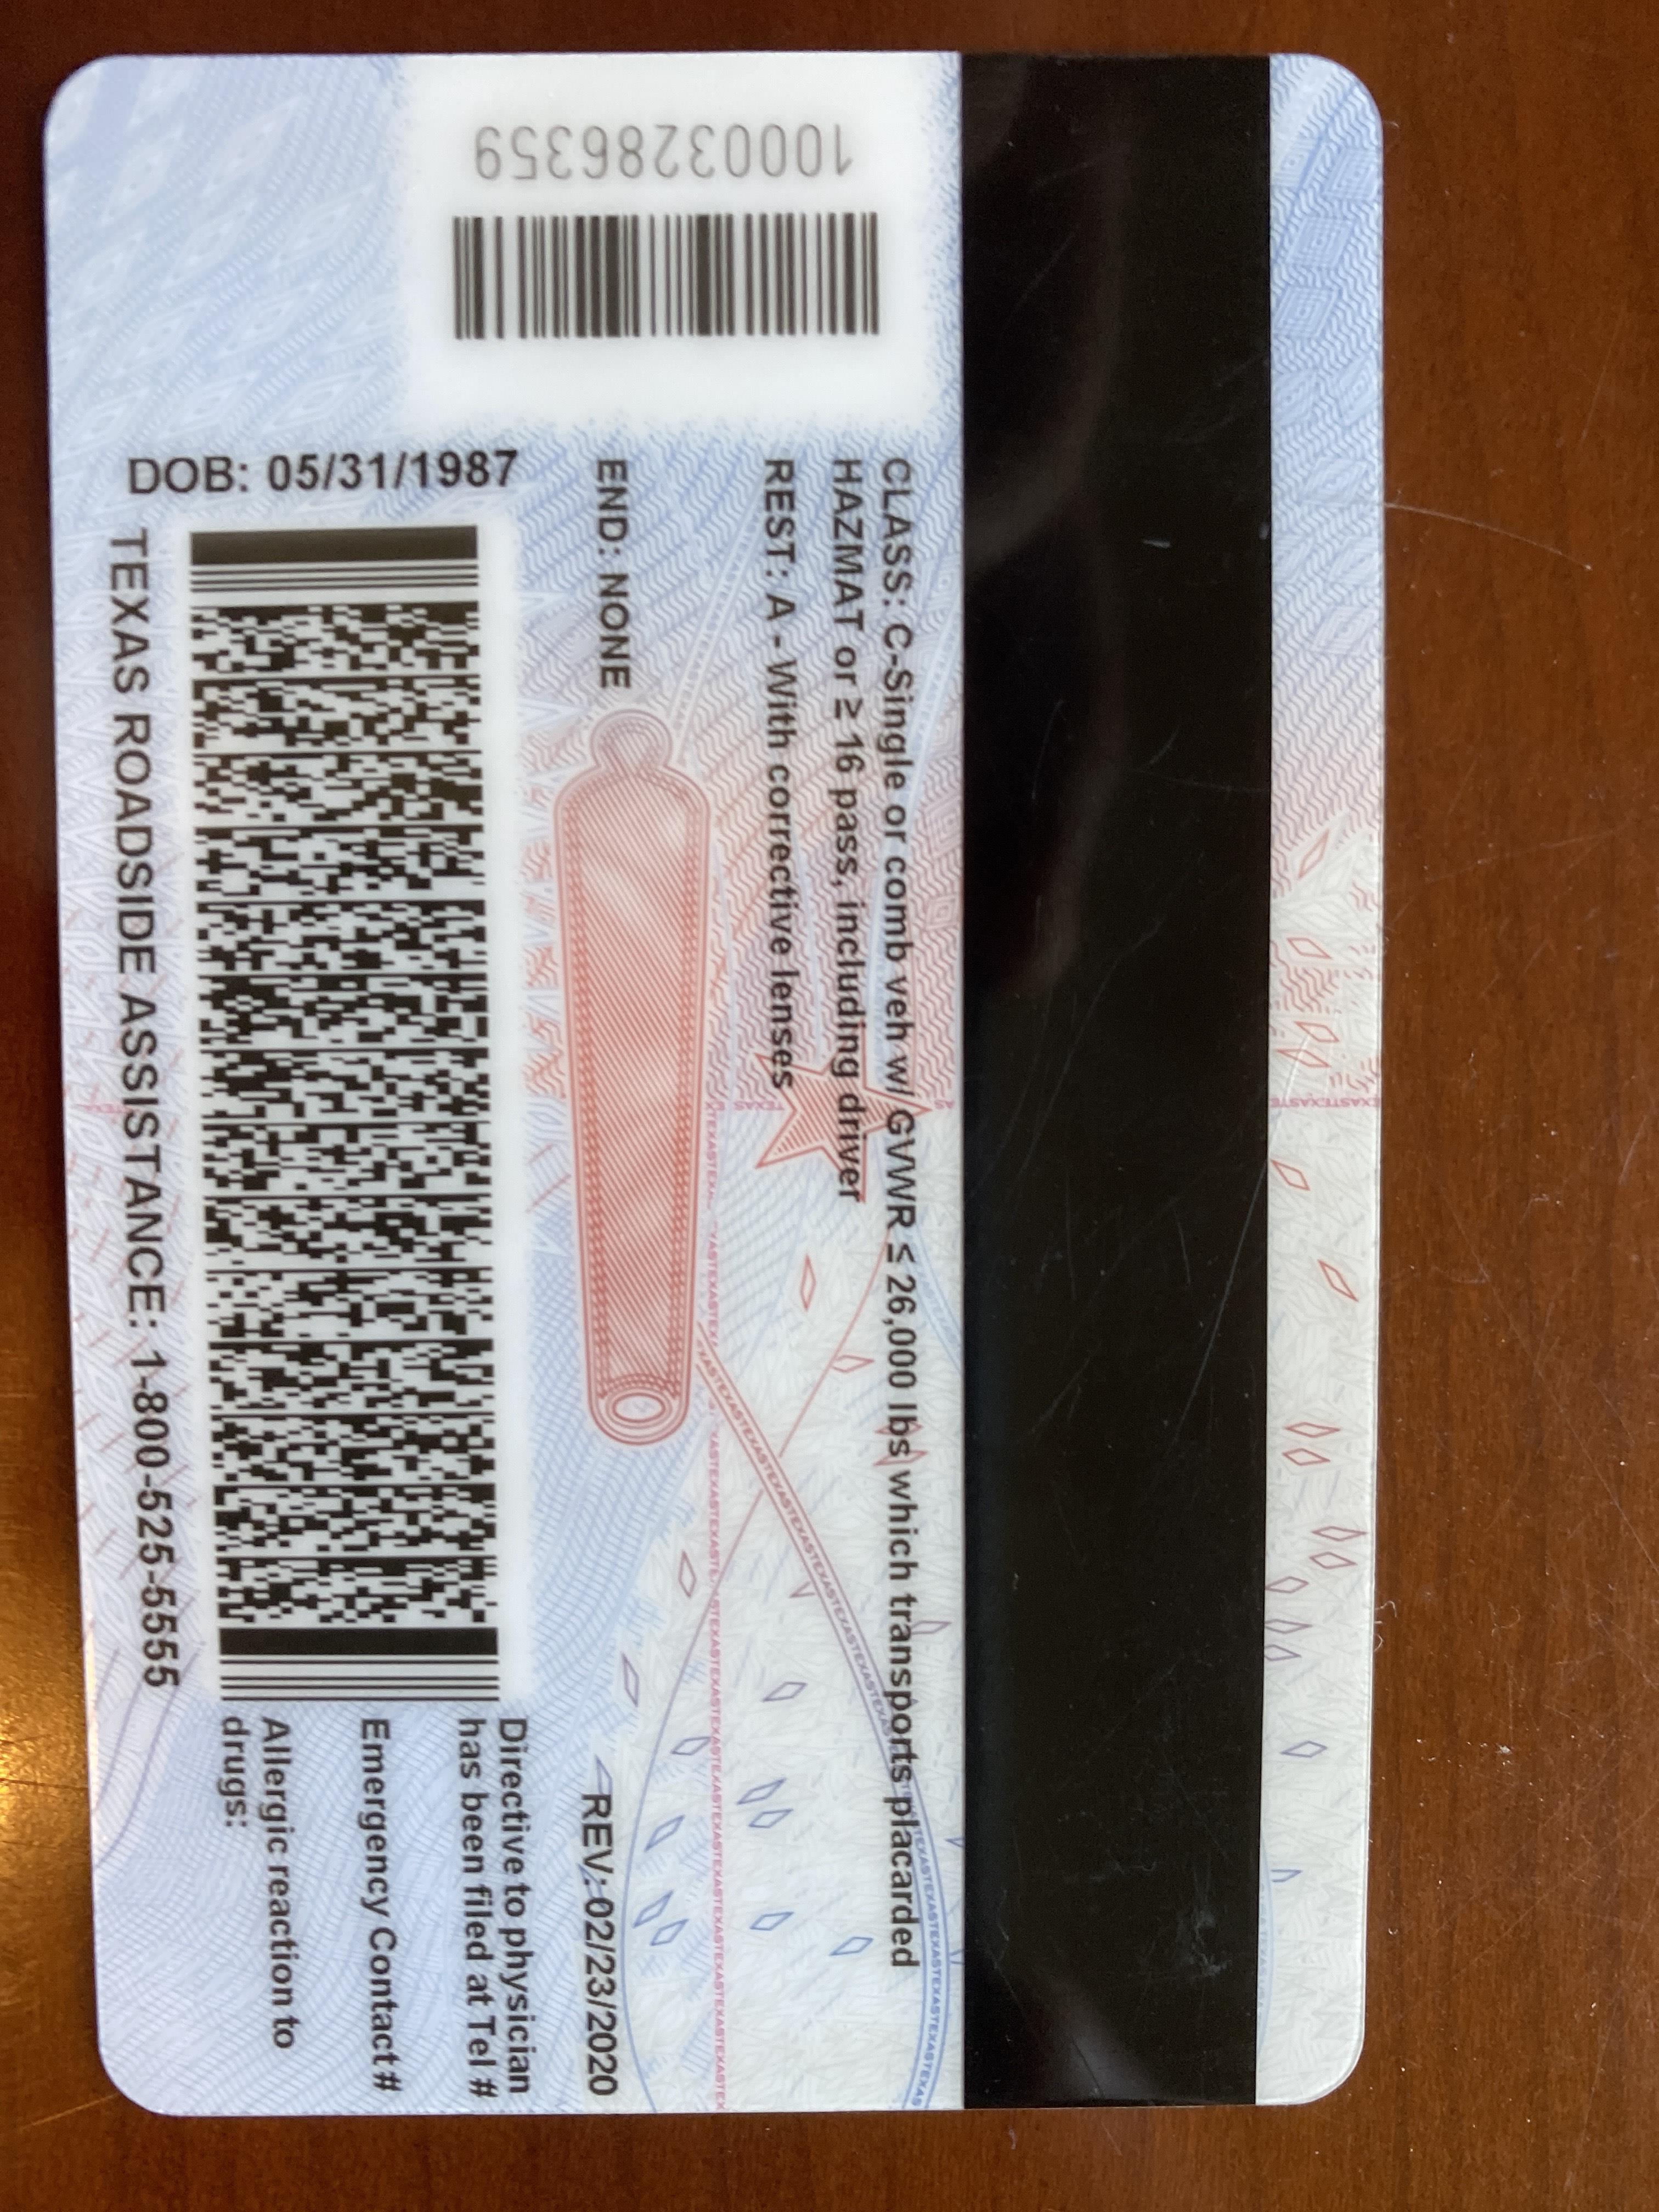 CLASS: C-Single or comb veh w/ GVWR ≤ 26,000 lbs which transports placarded
HAZMAT or ≥ 16 pass, including driver
REST: A - With corrective lenses
END: NONE
REV: 02/23/2020
Directive to physician
has been filed at Tel #
Emergency Contact #
Allergic reaction to
drugs:
DOB: 05/31/1987
TEXAS ROADSIDE ASSISTANCE: 1-800-525-5555
10003286359